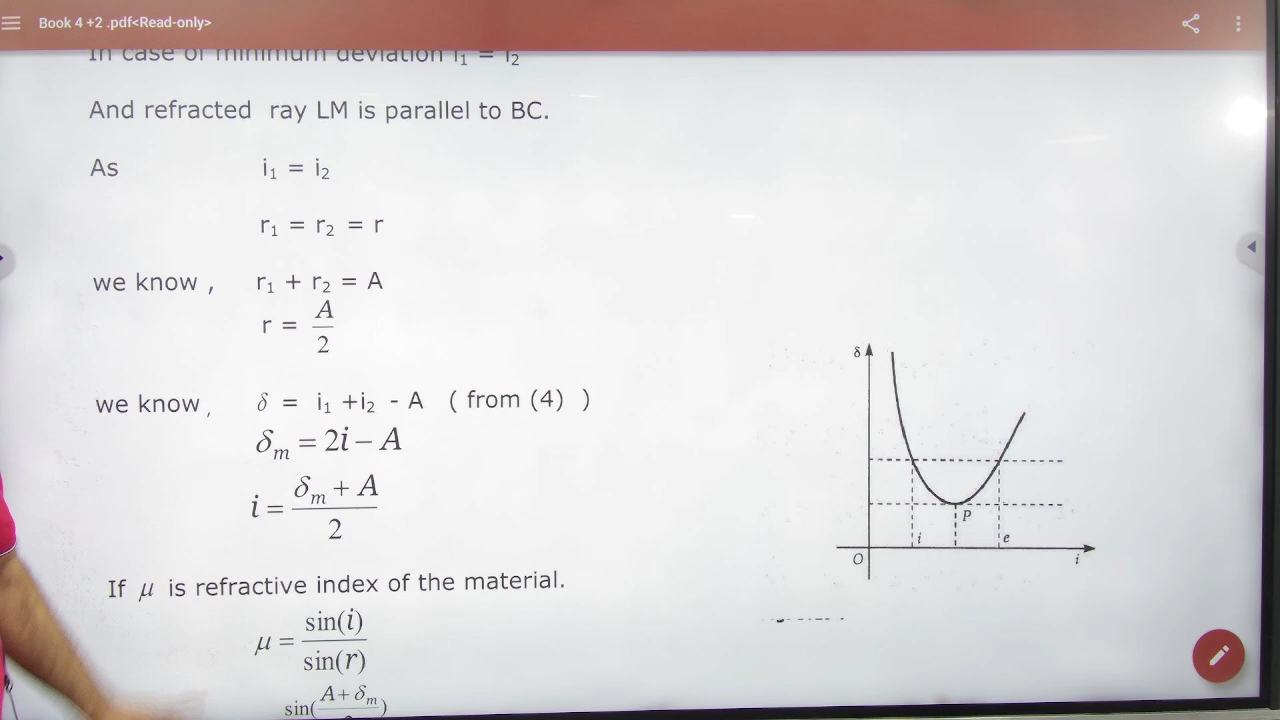 Book 4 +2 .pdf<Read-only>
In case of minimum deviation i₁ = i₂
And refracted ray LM is parallel to BC.
As i₁ = i₂
r₁ = r₂ = r
we know , r₁ + r₂ = A
r = A/2
we know , δ = i₁ +i₂ - A ( from (4) )
δₘ = 2i – A
i = (δₘ + A)/2
If μ is refractive index of the material.
μ = sin(i)/sin(r)
sin(A+δₘ)
δ
P
i e
O i